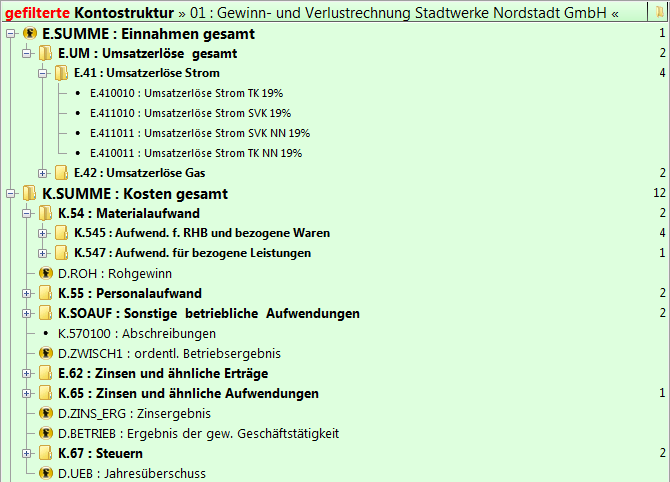 gefilterte Kontostruktur » 01 : Gewinn- und Verlustrechnung Stadtwerke Nordstadt GmbH «
E.SUMME : Einnahmen gesamt 1
E.UM : Umsatzerlöse gesamt 2
E.41 : Umsatzerlöse Strom 4
• E.410010 : Umsatzerlöse Strom TK 19%
• E.411010 : Umsatzerlöse Strom SVK 19%
• E.411011 : Umsatzerlöse Strom SVK NN 19%
• E.410011 : Umsatzerlöse Strom TK NN 19%
E.42 : Umsatzerlöse Gas 2
K.SUMME : Kosten gesamt 12
K.54 : Materialaufwand 2
K.545 : Aufwend. f. RHB und bezogene Waren 4
K.547 : Aufwend. für bezogene Leistungen 1
D.ROH : Rohgewinn
K.55 : Personalaufwand 2
K.SOAUF : Sonstige betriebliche Aufwendungen 2
• K.570100 : Abschreibungen
D.ZWISCH1 : ordentl. Betriebsergebnis
E.62 : Zinsen und ähnliche Erträge
K.65 : Zinsen und ähnliche Aufwendungen 1
D.ZINS_ERG : Zinsergebnis
D.BETRIEB : Ergebnis der gew. Geschäftstätigkeit
K.67 : Steuern 2
D.UEB : Jahresüberschuss